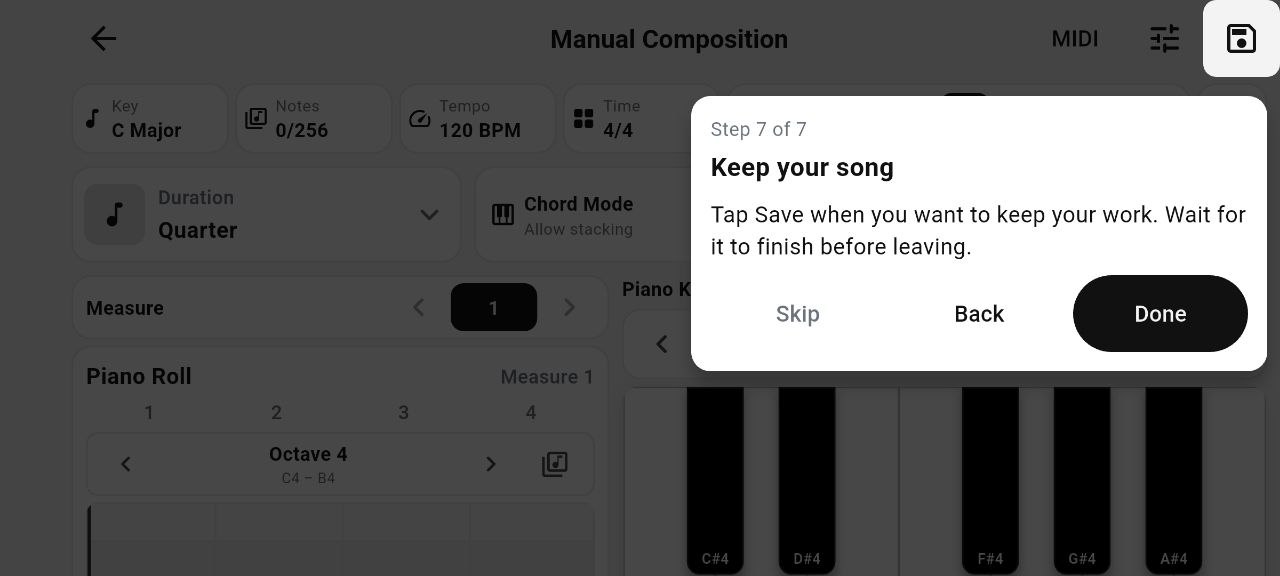 Manual Composition
MIDI
Key
C Major
Notes
0/256
Tempo
120 BPM
Time
4/4
Step 7 of 7
Keep your song
Tap Save when you want to keep your work. Wait for
it to finish before leaving.
Skip
Back
Done
Duration
Quarter
Chord Mode
Allow stacking
Measure
1
Piano K
Piano Roll
Measure 1
1
2
3
4
Octave 4
C4 – B4
C#4
D#4
F#4
G#4
A#4